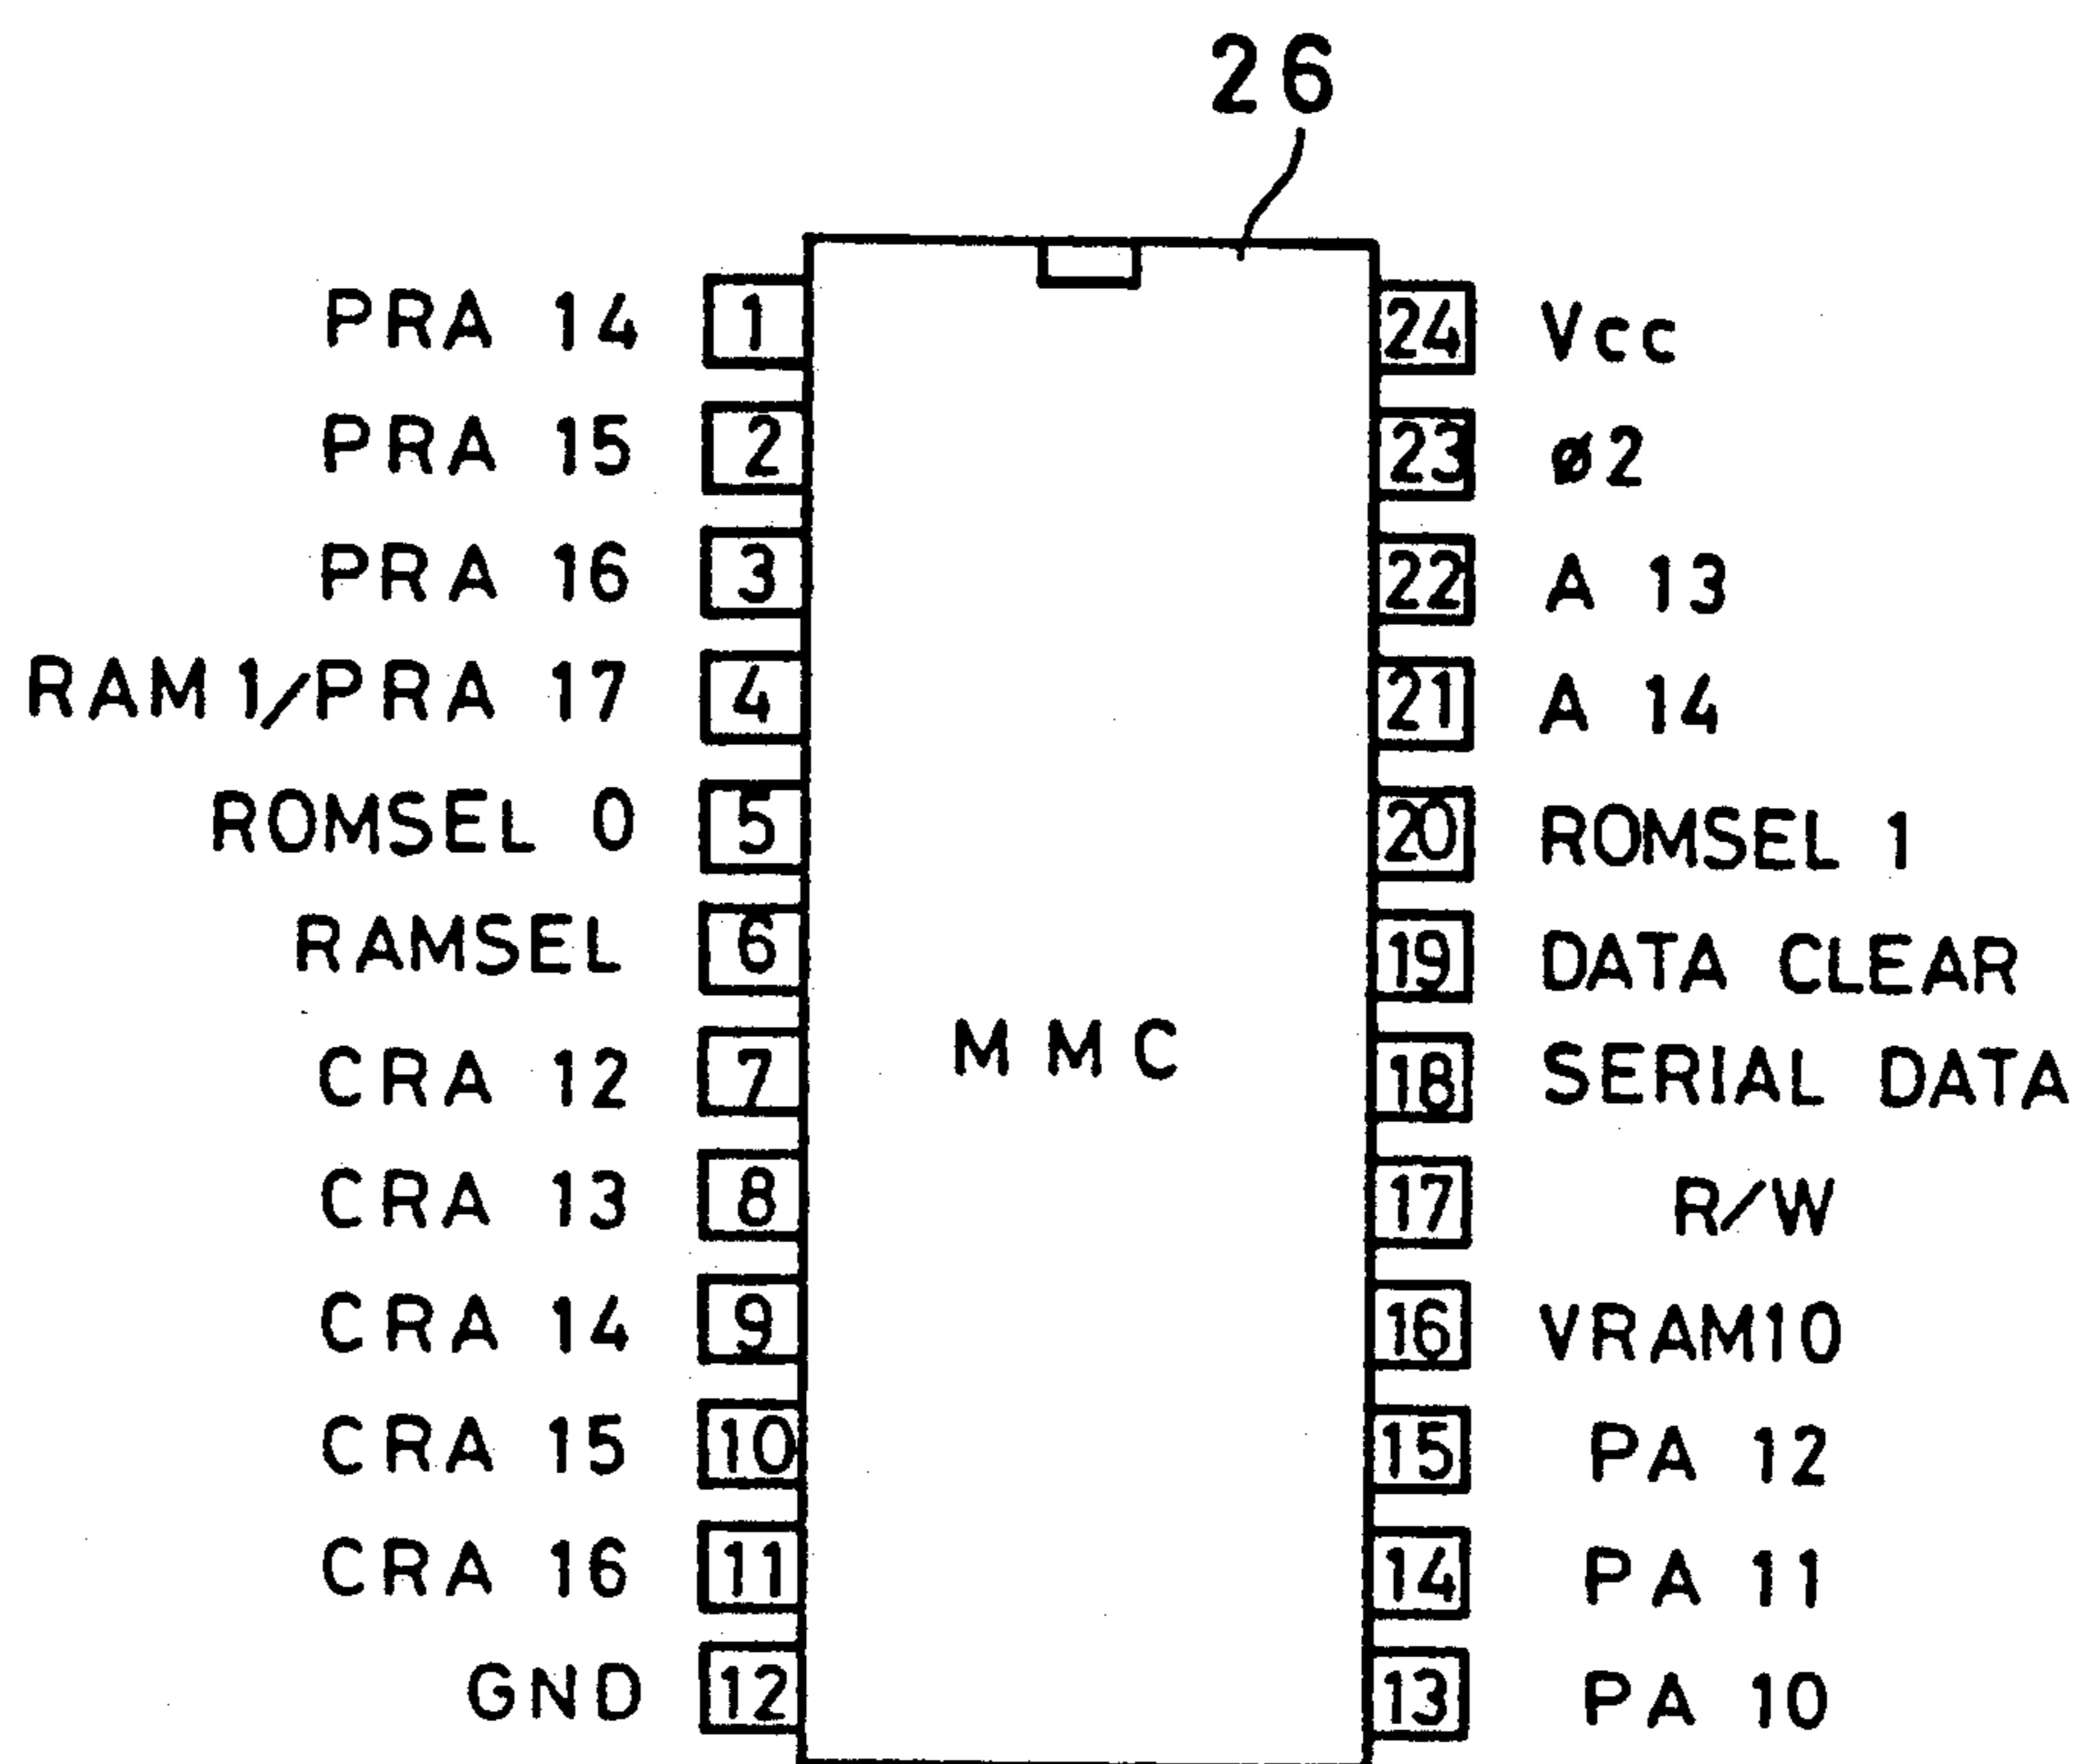 26
PRA 14 1 24 Vcc
PRA 15 2 23 ø2
PRA 16 3 22 A 13
RAM 1/PRA 17 4 21 A 14
ROMSEL 0 5 20 ROMSEL 1
RAMSEL 6 19 DATA CLEAR
MMC
CRA 12 7 18 SERIAL DATA
CRA 13 8 17 R/W
CRA 14 9 16 VRAM10
CRA 15 10 15 PA 12
CRA 16 11 14 PA 11
GND 12 13 PA 10